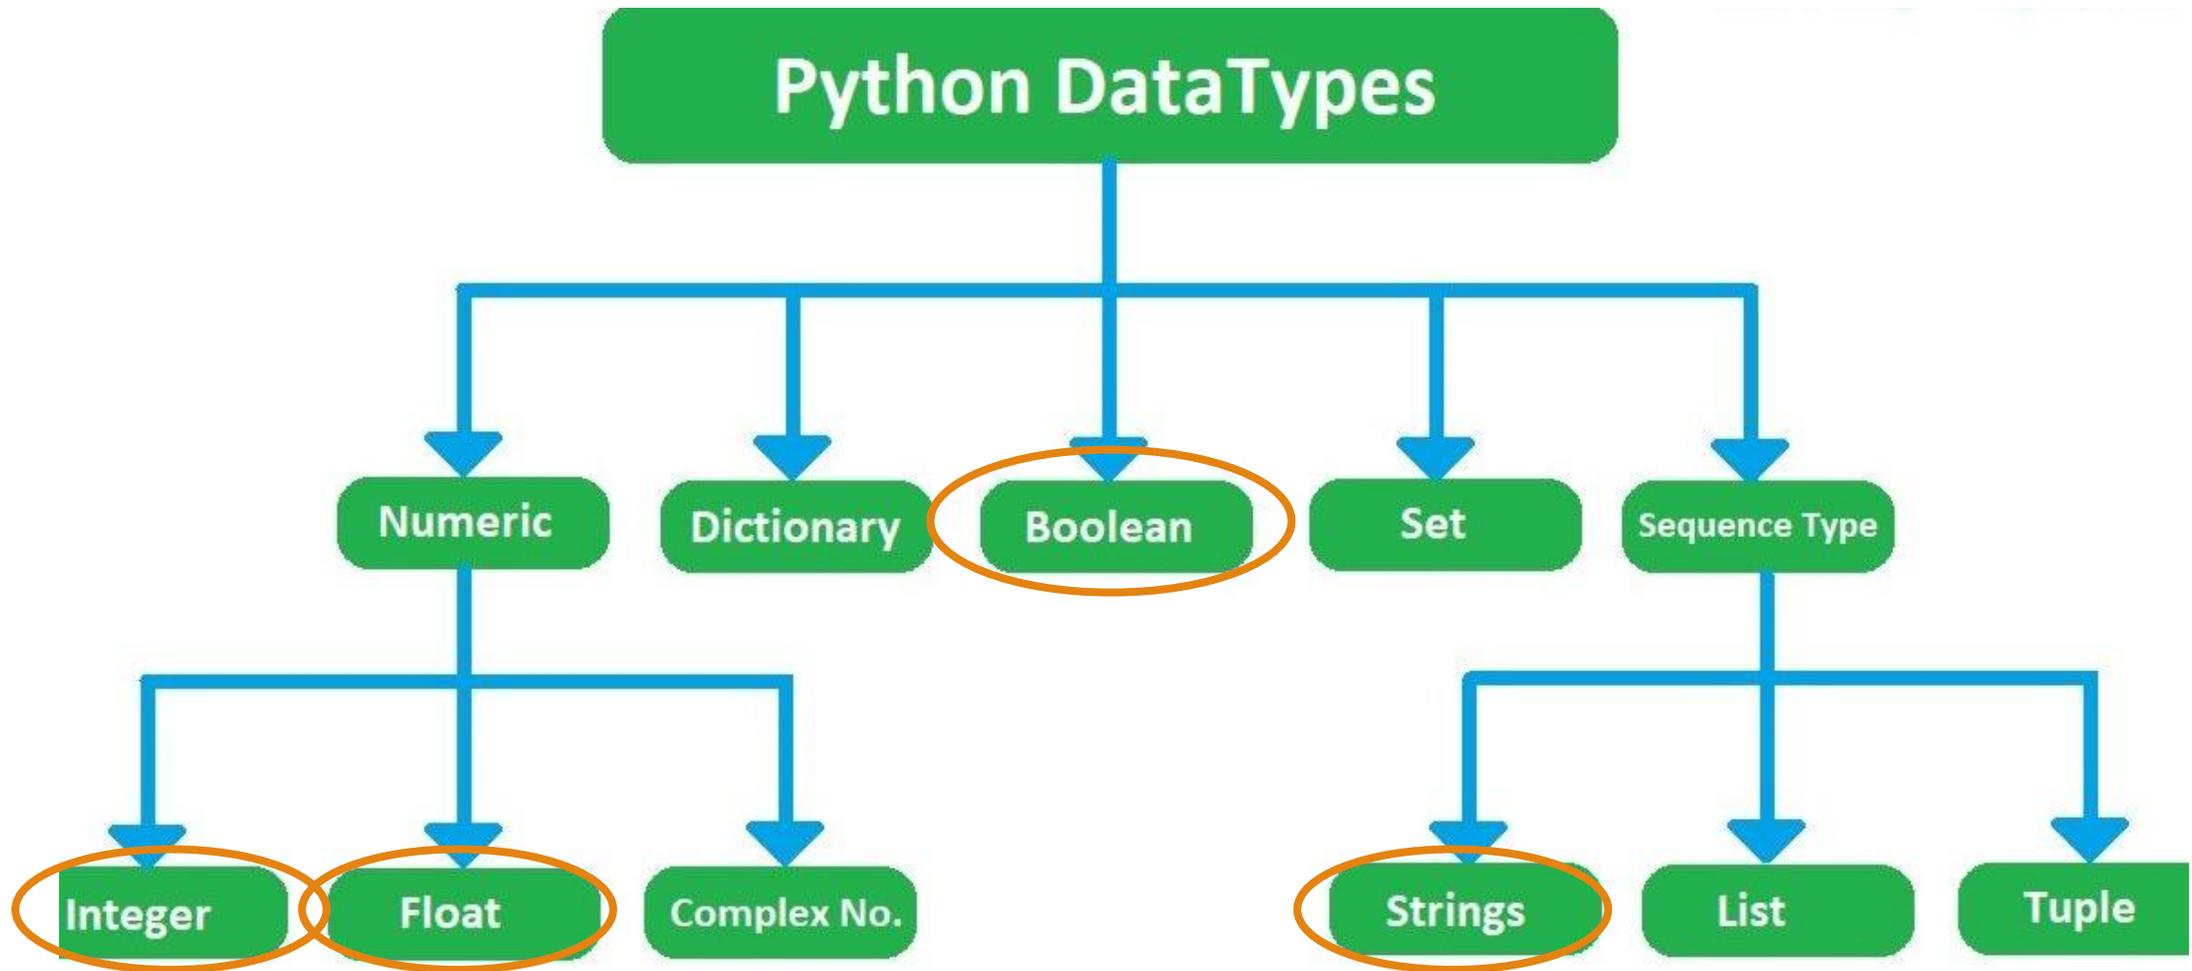 Python DataTypes
Numeric
Dictionary
Boolean
Set
Sequence Type
Integer
Float
Complex No.
Strings
List
Tuple